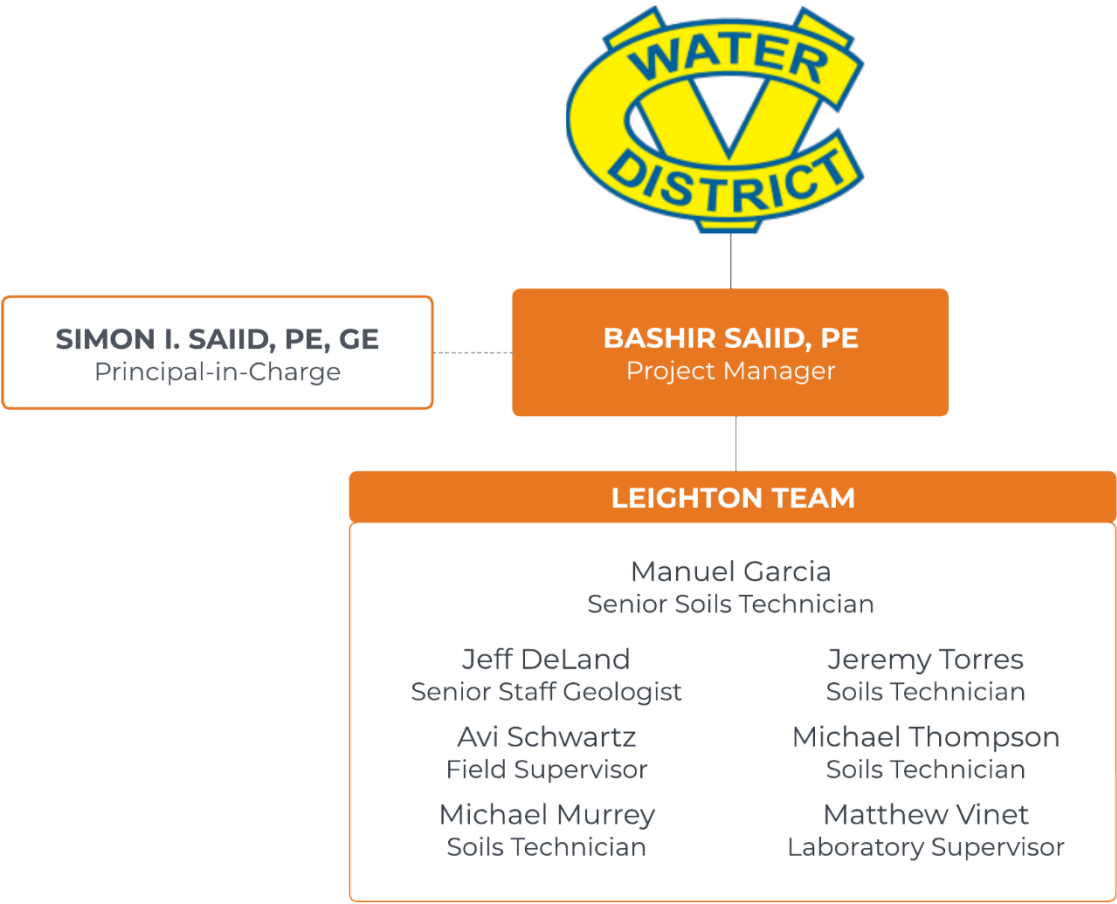 WATER
CV
DISTRICT
SIMON I. SAIID, PE, GE
Principal-in-Charge
BASHIR SAIID, PE
Project Manager
LEIGHTON TEAM
Manuel Garcia
Senior Soils Technician
Jeff DeLand
Senior Staff Geologist
Jeremy Torres
Soils Technician
Avi Schwartz
Field Supervisor
Michael Thompson
Soils Technician
Michael Murrey
Soils Technician
Matthew Vinet
Laboratory Supervisor